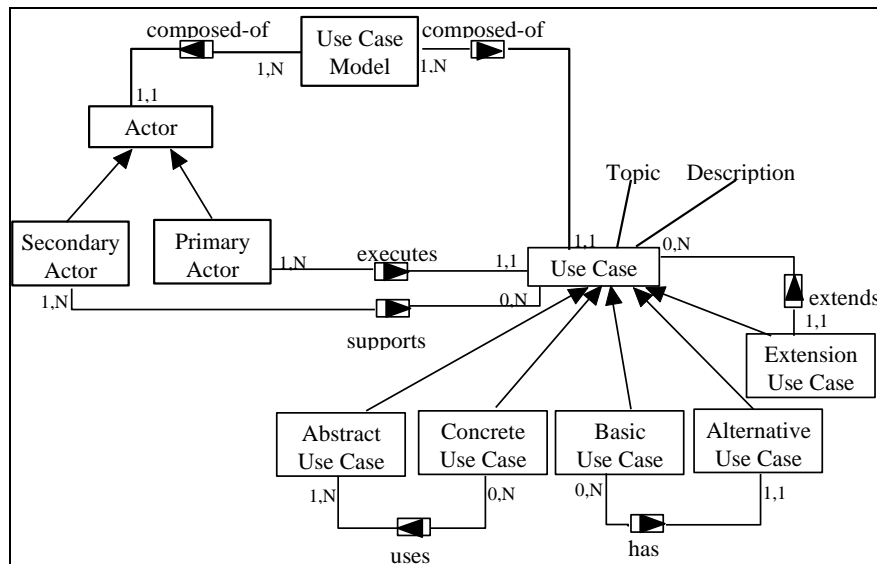 composed-of
Use Case
Model
composed-of
1,N
1,N
1,1
Actor
Topic
Description
Secondary
Actor
Primary
Actor
1,N
executes
1,1
1,1
0,N
Use Case
1,N
supports
0,N
extends
1,1
Extension
Use Case
Abstract
Use Case
Concrete
Use Case
Basic
Use Case
Alternative
Use Case
1,N
0,N
0,N
1,1
uses
has